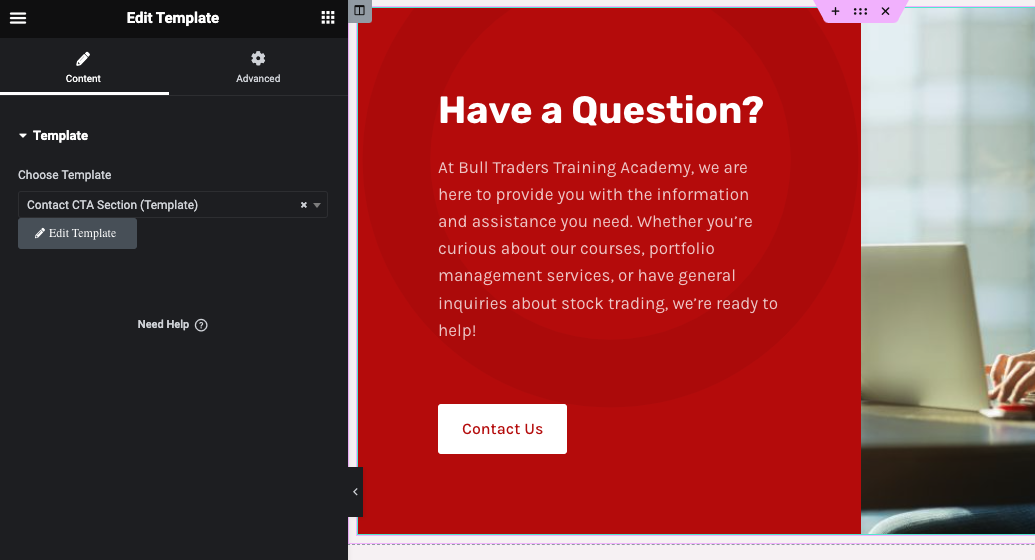 Edit Template
Content
Advanced
Template
Choose Template
Contact CTA Section (Template)
Edit Template
Need Help
Have a Question?
At Bull Traders Training Academy, we are
here to provide you with the information
and assistance you need. Whether you’re
curious about our courses, portfolio
management services, or have general
inquiries about stock trading, we’re ready to
help!
Contact Us